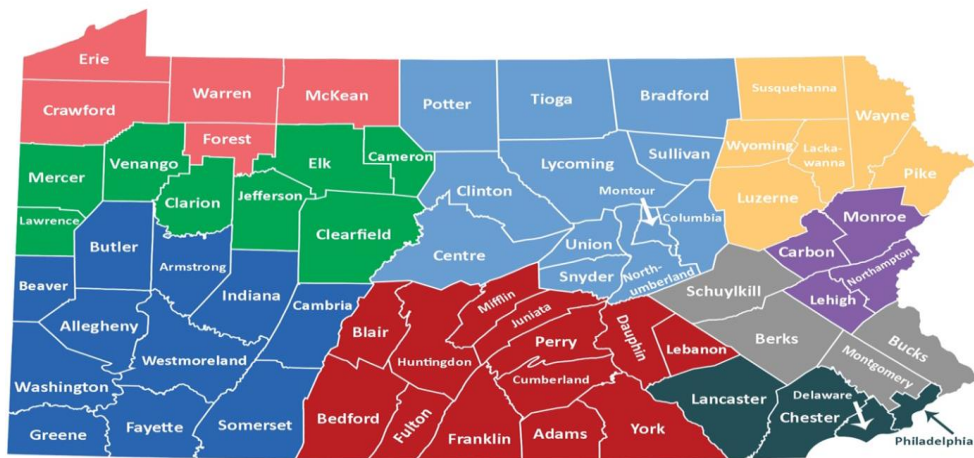 Erie
Crawford
Warren
McKean
Forest
Potter
Tioga
Bradford
Susquehanna
Wayne
Wyoming
Lacka-
wanna
Pike
Luzerne
Mercer
Venango
Elk
Cameron
Clarion
Jefferson
Lawrence
Clearfield
Clinton
Lycoming
Sullivan
Montour
Columbia
Centre
Union
Snyder
North-
umberland
Monroe
Carbon
Northampton
Lehigh
Butler
Armstrong
Beaver
Indiana
Cambria
Allegheny
Westmoreland
Washington
Greene
Fayette
Somerset
Blair
Mifflin
Juniata
Huntingdon
Perry
Dauphin
Lebanon
Cumberland
Bedford
Fulton
Franklin
Adams
York
Schuylkill
Berks
Bucks
Montgomery
Lancaster
Chester
Delaware
Philadelphia